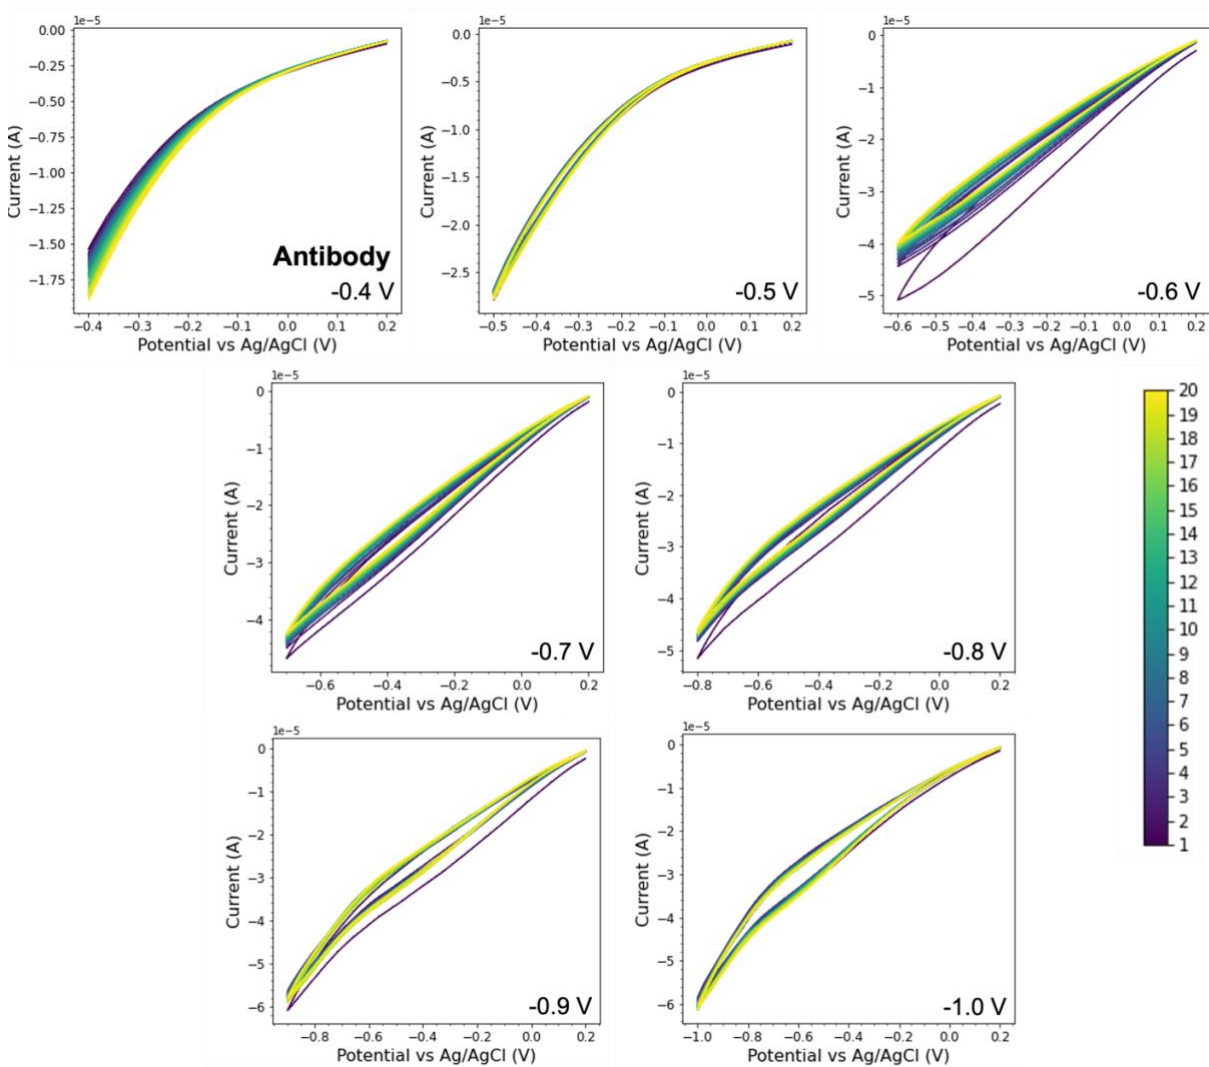 1e−5
0.00
−0.25
−0.50
−0.75
−1.00
−1.25
−1.50
−1.75
Current (A)
−0.4 −0.3 −0.2 −0.1 0.0 0.1 0.2
Potential vs Ag/AgCl (V)
Antibody
-0.4 V
1e−5
0.0
−0.5
−1.0
−1.5
−2.0
−2.5
Current (A)
−0.5 −0.4 −0.3 −0.2 −0.1 0.0 0.1 0.2
Potential vs Ag/AgCl (V)
-0.5 V
1e−5
0
−1
−2
−3
−4
−5
Current (A)
−0.6 −0.5 −0.4 −0.3 −0.2 −0.1 0.0 0.1 0.2
Potential vs Ag/AgCl (V)
-0.6 V
1e−5
0
−1
−2
−3
−4
Current (A)
−0.6 −0.4 −0.2 0.0 0.2
Potential vs Ag/AgCl (V)
-0.7 V
1e−5
0
−1
−2
−3
−4
−5
Current (A)
−0.8 −0.6 −0.4 −0.2 0.0 0.2
Potential vs Ag/AgCl (V)
-0.8 V
20
19
18
17
16
15
14
13
12
11
10
9
8
7
6
5
4
3
2
1
1e−5
0
−1
−2
−3
−4
−5
−6
Current (A)
−0.8 −0.6 −0.4 −0.2 0.0 0.2
Potential vs Ag/AgCl (V)
-0.9 V
1e−5
0
−1
−2
−3
−4
−5
−6
Current (A)
−1.0 −0.8 −0.6 −0.4 −0.2 0.0 0.2
Potential vs Ag/AgCl (V)
-1.0 V